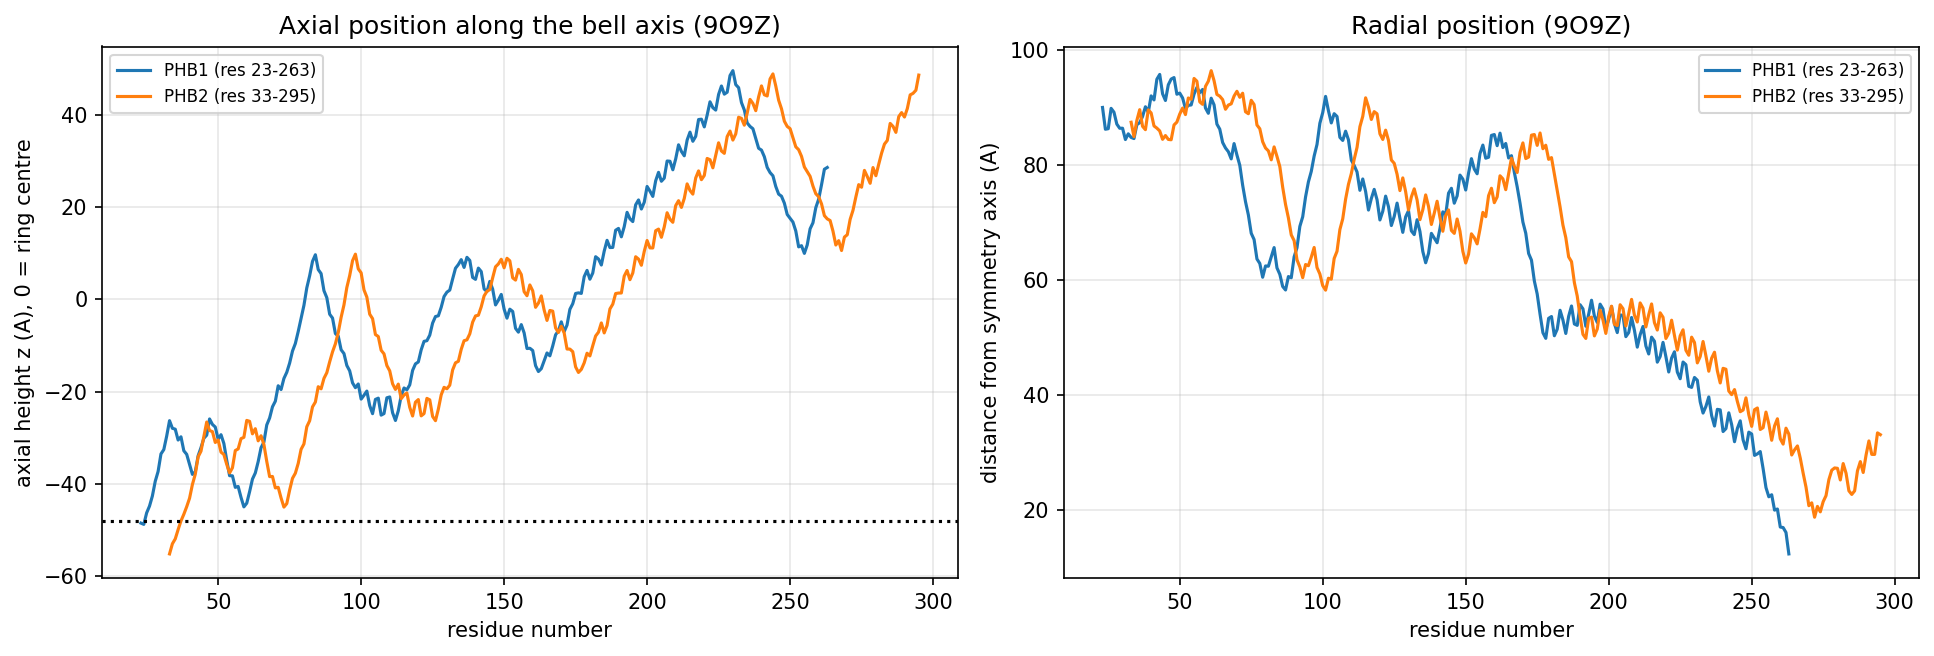 Axial position along the bell axis (9O9Z)
PHB1 (res 23-263)
PHB2 (res 33-295)
axial height z (A), 0 = ring centre
40
20
0
−20
−40
−60
50
100
150
200
250
300
residue number
Radial position (9O9Z)
PHB1 (res 23-263)
PHB2 (res 33-295)
distance from symmetry axis (A)
100
80
60
40
20
50
100
150
200
250
300
residue number